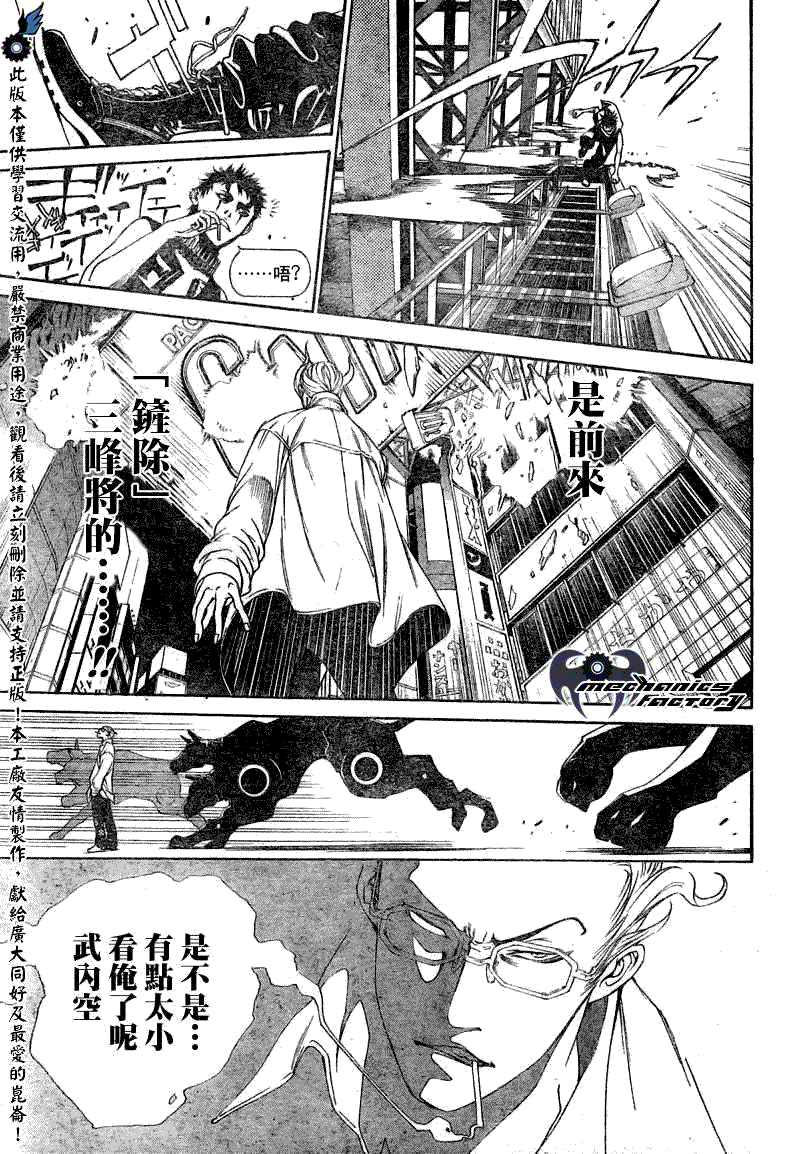 此版本僅供學習交流用，嚴禁商業用途，觀看後請立刻刪除並請支持正版！本工廠友情製作，獻給廣大同好及最愛的崑崙！
……唔？
PAC
是前來
「鏟除」
三峰將的………!!
mechanics
factory
是不是…
有點太小
看俺了呢
武內空